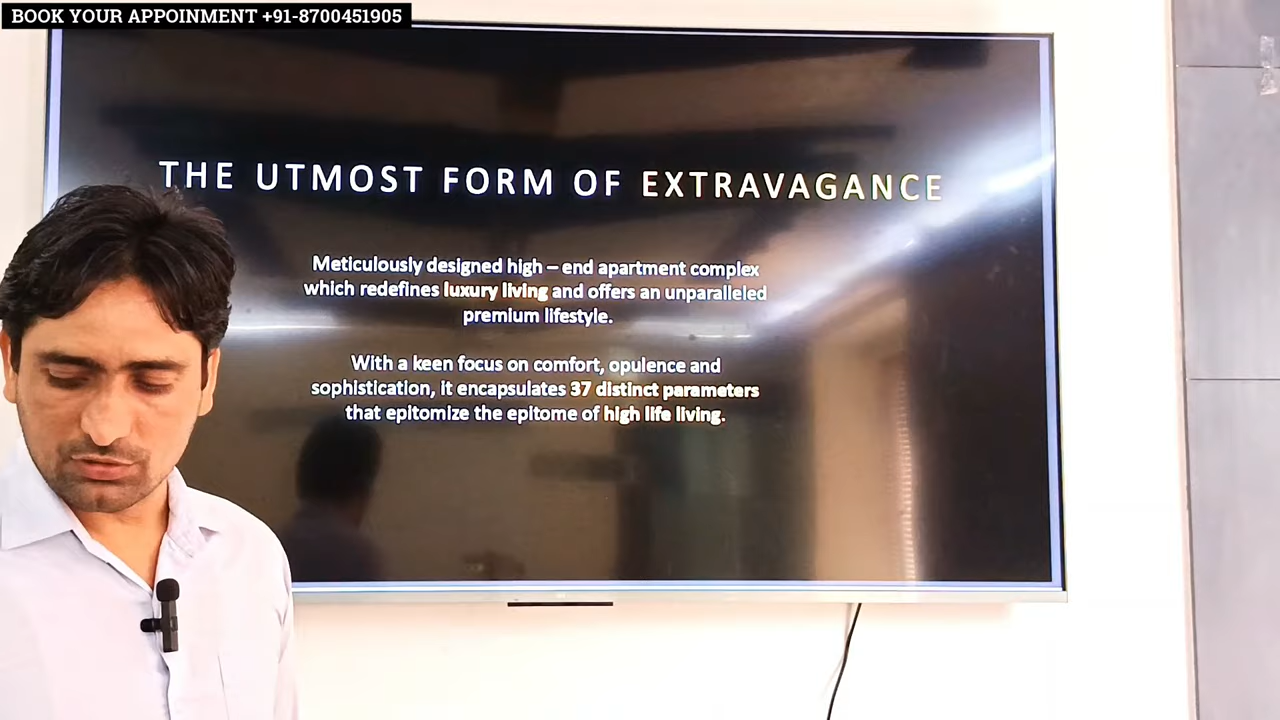 BOOK YOUR APPOINMENT +91-8700451905
THE UTMOST FORM OF EXTRAVAGANCE
Meticulously designed high – end apartment complex
which redefines luxury living and offers an unparalleled
premium lifestyle.
With a keen focus on comfort, opulence and
sophistication, it encapsulates 37 distinct parameters
that epitomize the epitome of high life living.